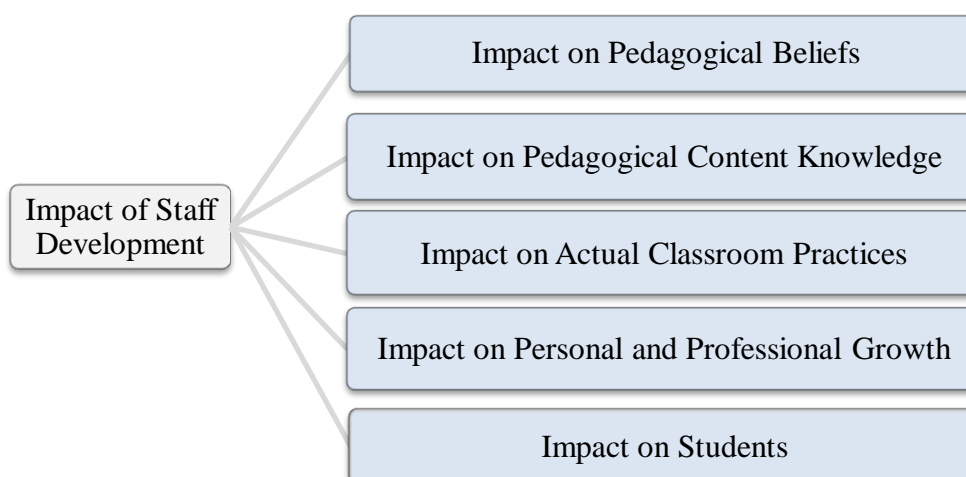 Impact on Pedagogical Beliefs
Impact on Pedagogical Content Knowledge
Impact of Staff
Development
Impact on Actual Classroom Practices
Impact on Personal and Professional Growth
Impact on Students